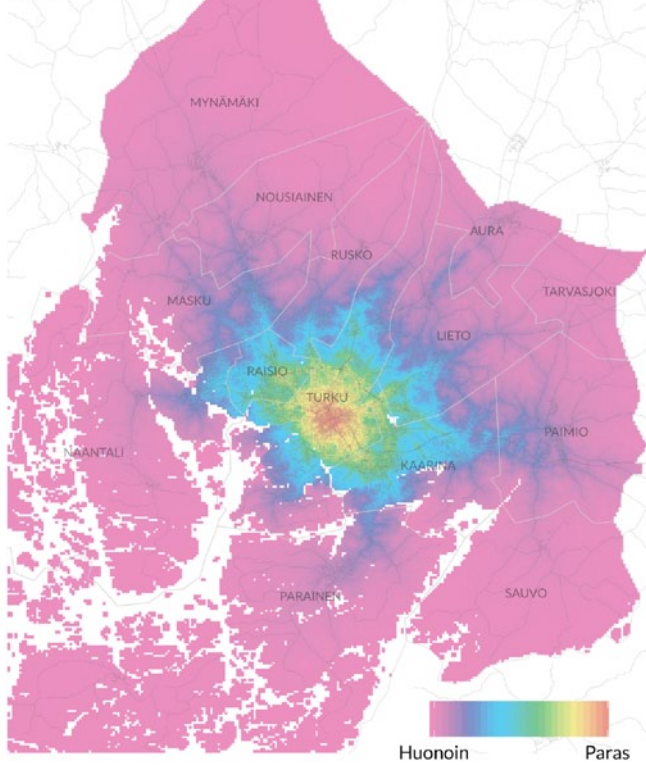 MYNÄMÄKI
NOUSIAINEN
AURA
RUSKO
TARVASJOKI
MASKU
LIETO
RAISIO
TURKU
PAIMIO
NAANTALI
KAARINA
SAUVO
PARAINEN
Huonoin Paras